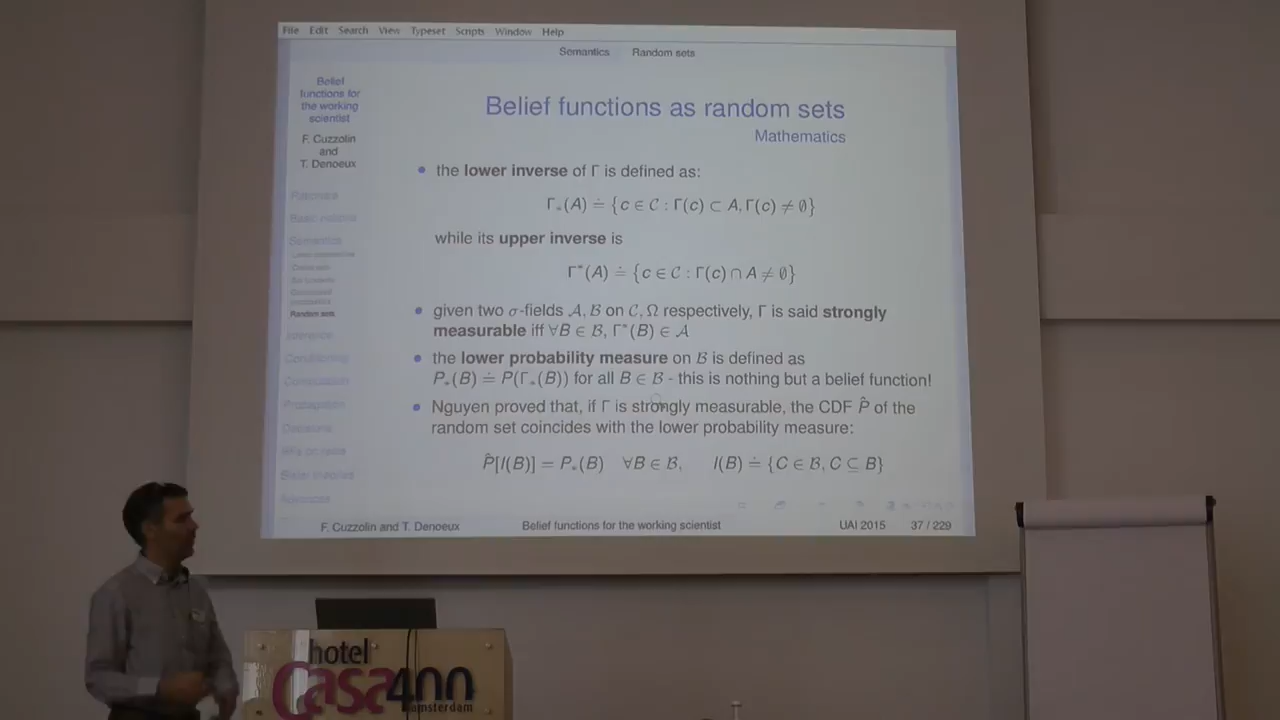 File Edit Search View Typeset Scripts Window Help
Semantics Random sets
Belief
functions for
the working
scientist
F. Cuzzolin
and
T. Denoeux
Semantics
Random sets
Belief functions as random sets
Mathematics
• the lower inverse of Γ is defined as:
Γ∗(A) ≐ {c ∈ C : Γ(c) ⊂ A, Γ(c) ≠ ∅}
while its upper inverse is
Γ*(A) ≐ {c ∈ C : Γ(c) ∩ A ≠ ∅}
• given two σ-fields A, B on C, Ω respectively, Γ is said strongly
measurable iff ∀B ∈ B, Γ*(B) ∈ A
• the lower probability measure on B is defined as
P∗(B) ≐ P(Γ∗(B)) for all B ∈ B - this is nothing but a belief function!
• Nguyen proved that, if Γ is strongly measurable, the CDF P̂ of the
random set coincides with the lower probability measure:
P̂[I(B)] = P∗(B) ∀B ∈ B, I(B) ≐ {C ∈ B, C ⊆ B}
F. Cuzzolin and T. Denoeux Belief functions for the working scientist UAI 2015 37 / 229
hotel
Casa400
amsterdam